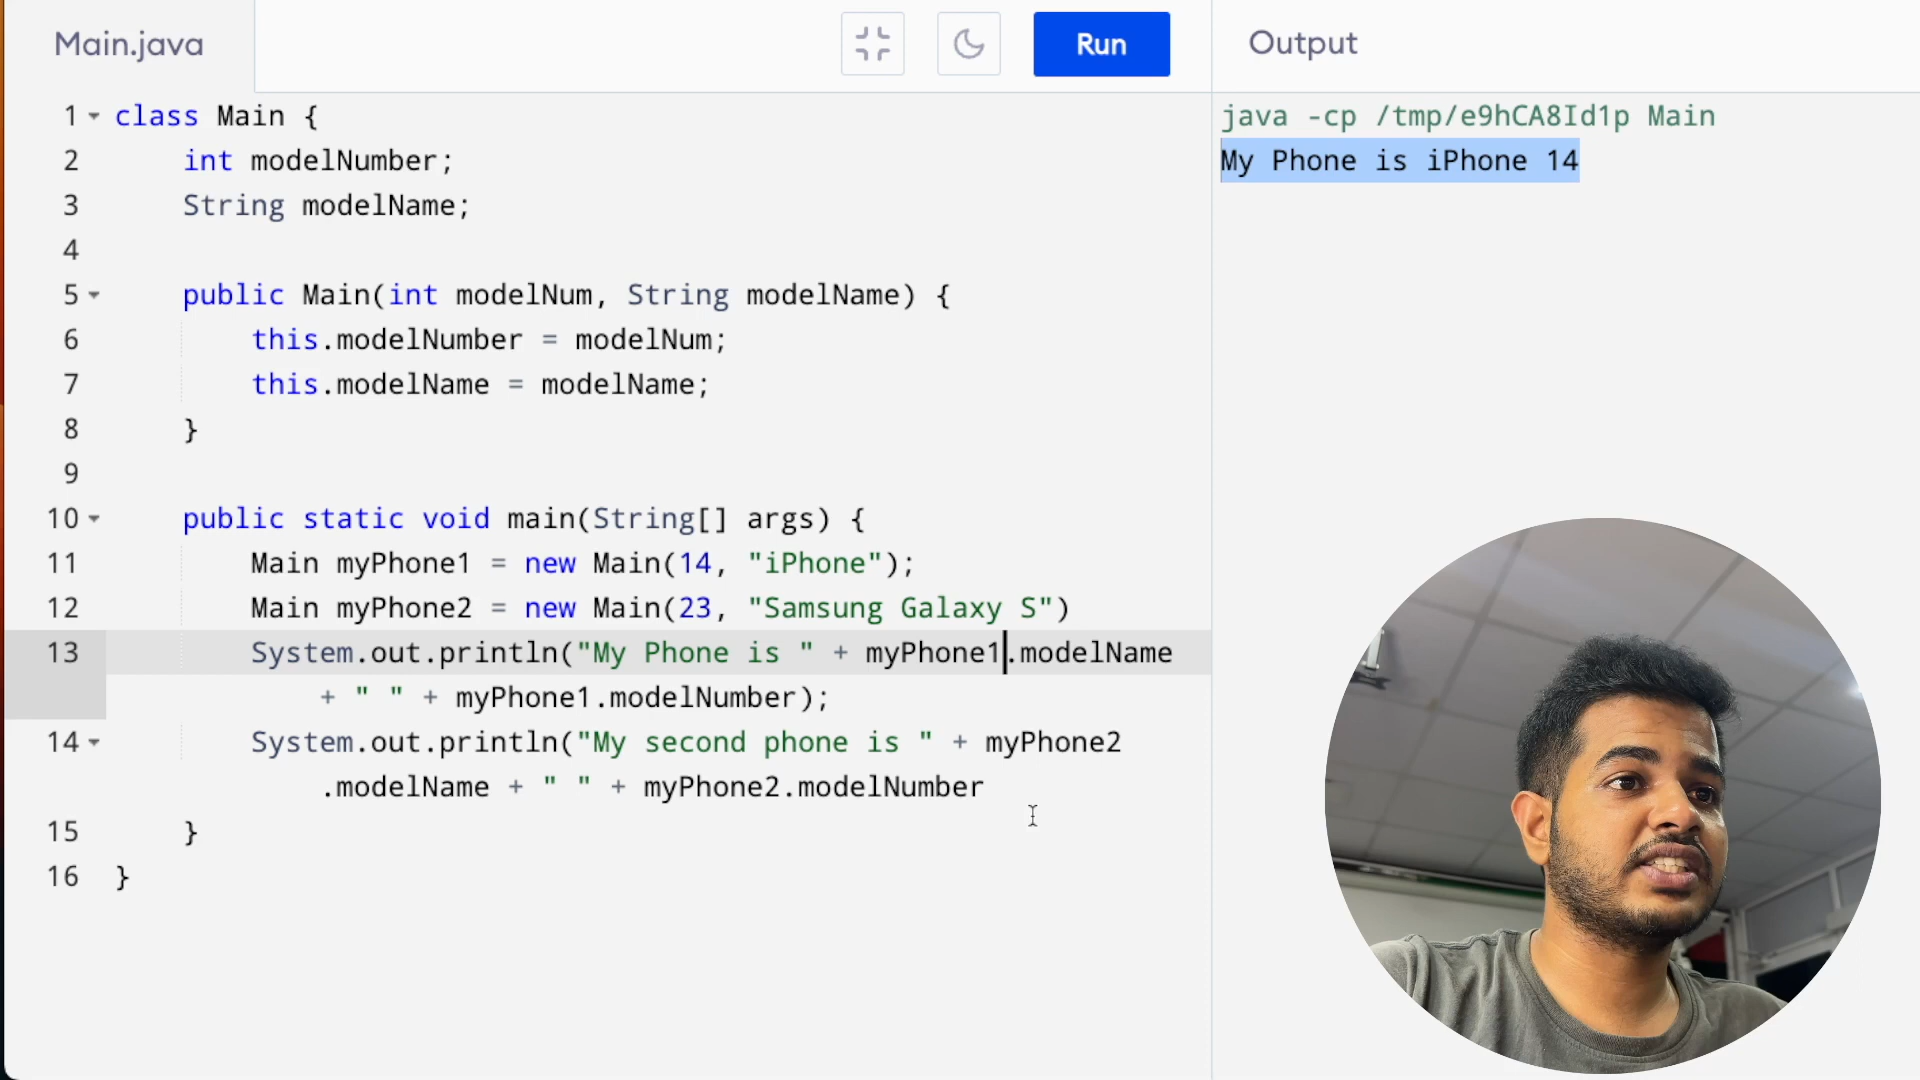 Main.java
Run
Output
1 class Main {
2 int modelNumber;
3 String modelName;
4
5 public Main(int modelNum, String modelName) {
6 this.modelNumber = modelNum;
7 this.modelName = modelName;
8 }
9
10 public static void main(String[] args) {
11 Main myPhone1 = new Main(14, "iPhone");
12 Main myPhone2 = new Main(23, "Samsung Galaxy S")
13 System.out.println("My Phone is " + myPhone1.modelName
+ " " + myPhone1.modelNumber);
14 System.out.println("My second phone is " + myPhone2
.modelName + " " + myPhone2.modelNumber
15 }
16 }
java -cp /tmp/e9hCA8Id1p Main
My Phone is iPhone 14